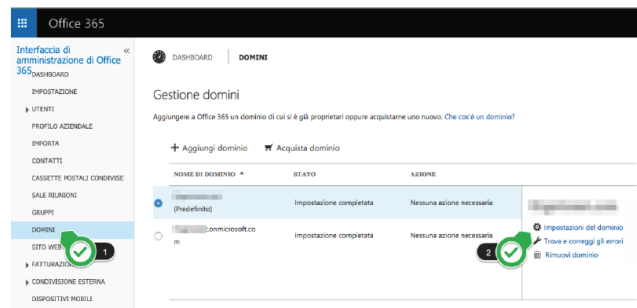 Office 365
Interfaccia di
amministrazione di Office
365
«
DASHBOARD
IMPOSTAZIONE
UTENTI
PROFILO AZIENDALE
IMPORTA
CONTATTI
CASSETTE POSTALI CONDIVISE
SALE RIUNIONI
GRUPPI
DOMINI
SITO WEB
1
FATTURAZIO
CONDIVISIONE ESTERNA
DISPOSITIVI MOBILI
DASHBOARD DOMINI
Gestione domini
Aggiungere a Office 365 un dominio di cui si è già proprietari oppure acquistarne uno nuovo. Che cos'è un dominio?
+ Aggiungi dominio Acquista dominio
NOME DI DOMINIO STATO AZIONE
(Predefinito) Impostazione completata Nessuna azione necessaria
.onmicrosoft.co
m
Impostazione completata Nessuna azione necessaria
Impostazioni del dominio
2
Trova e correggi gli errori
Rimuovi dominio